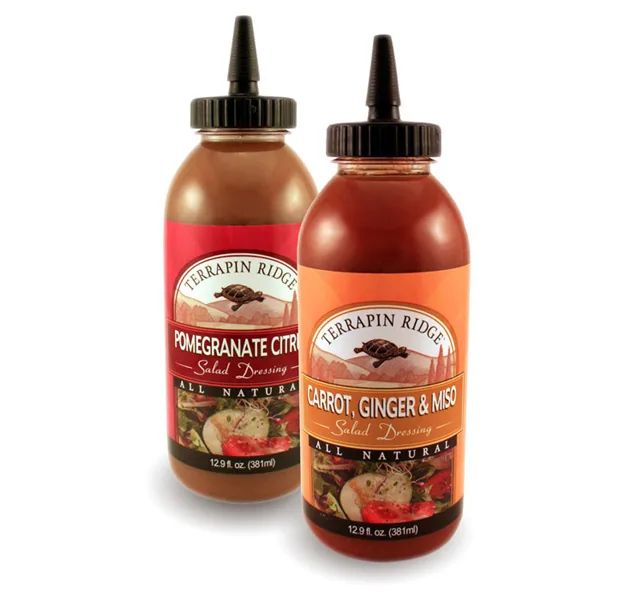 TERRAPIN RIDGE
POMEGRANATE CITRU
Salad Dressing
ALL NATURA
12.9 fl. oz. (381ml)
TERRAPIN RIDGE
CARROT, GINGER & MISO
Salad Dressing
ALL NATURAL
12.9 fl. oz. (381ml)